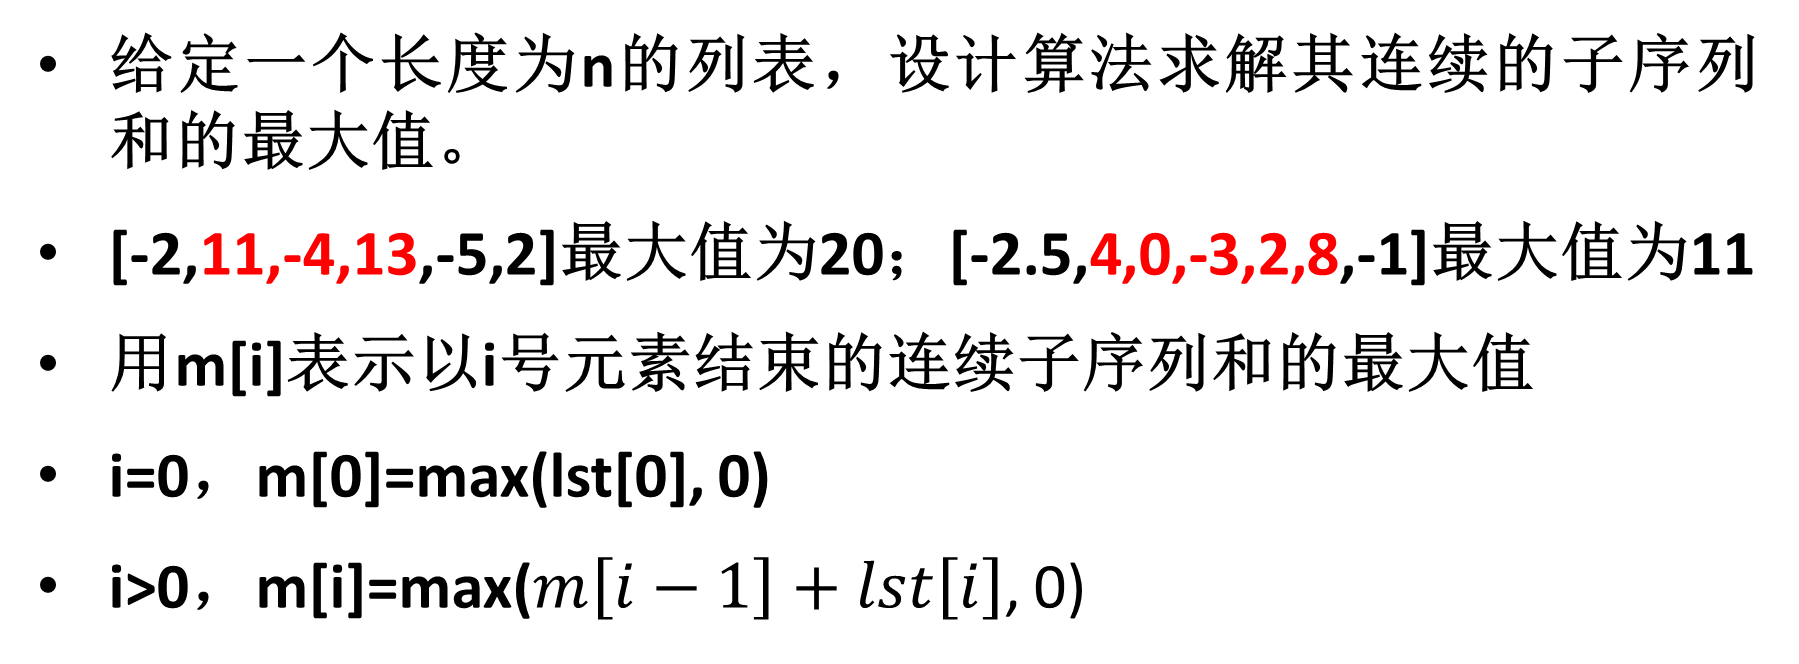 • 给定一个长度为n的列表，设计算法求解其连续的子序列
和的最大值。
• [-2,11,-4,13,-5,2]最大值为20；[-2.5,4,0,-3,2,8,-1]最大值为11
• 用m[i]表示以i号元素结束的连续子序列和的最大值
• i=0，m[0]=max(lst[0], 0)
• i>0，m[i]=max(m[i − 1] + lst[i], 0)